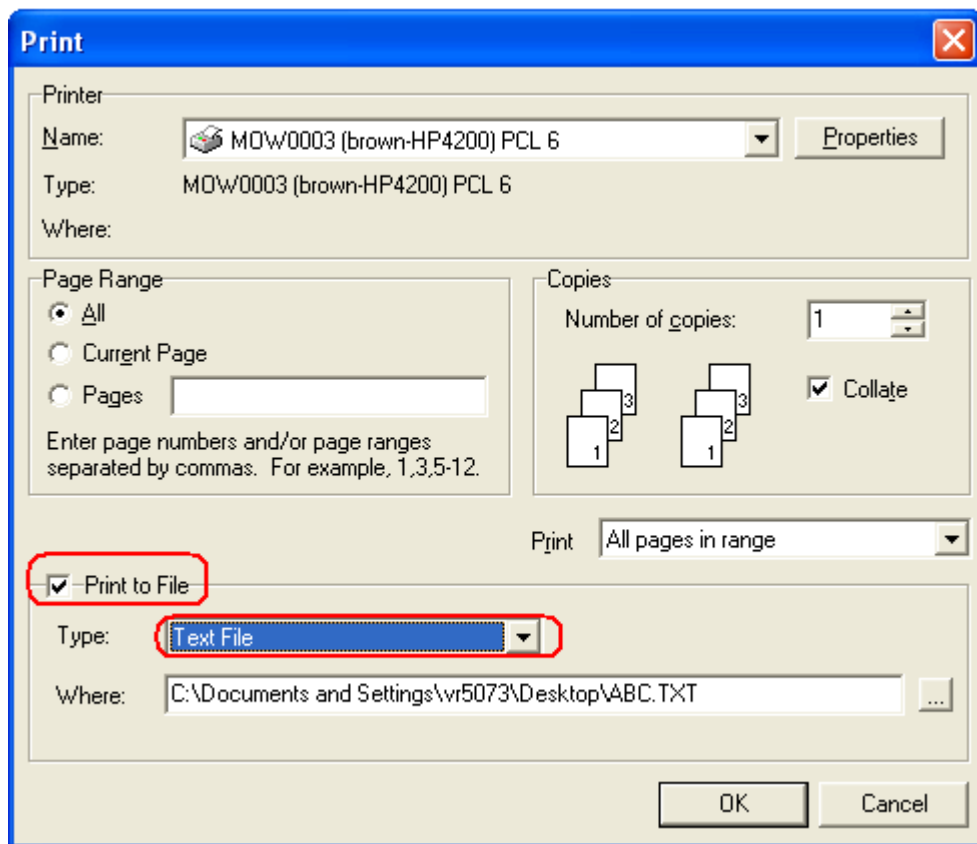 Print
Printer
Name: MOW0003 (brown-HP4200) PCL 6 Properties
Type: MOW0003 (brown-HP4200) PCL 6
Where:
Page Range
All
Current Page
Pages
Enter page numbers and/or page ranges
separated by commas. For example, 1,3,5-12.
Copies
Number of copies: 1
1 2 3 1 2 3
Collate
Print All pages in range
Print to File
Type: Text File
Where: C:\Documents and Settings\vr5073\Desktop\ABC.TXT ...
OK Cancel